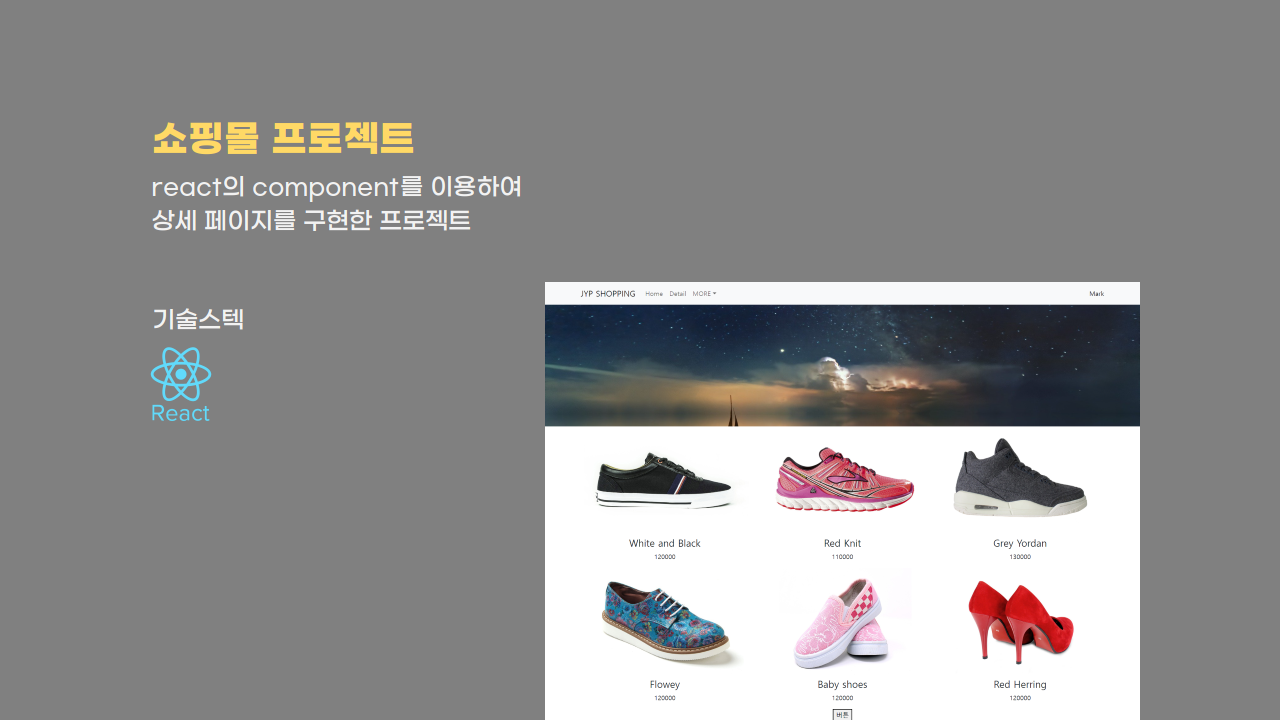 쇼핑몰 프로젝트
react의 component를 이용하여
상세 페이지를 구현한 프로젝트
기술스텍
React
JYP SHOPPING Home Detail MORE Mark
White and Black Red Knit Grey Yordan
120000 110000 130000
Flowey Baby shoes Red Herring
120000 120000 120000
버튼